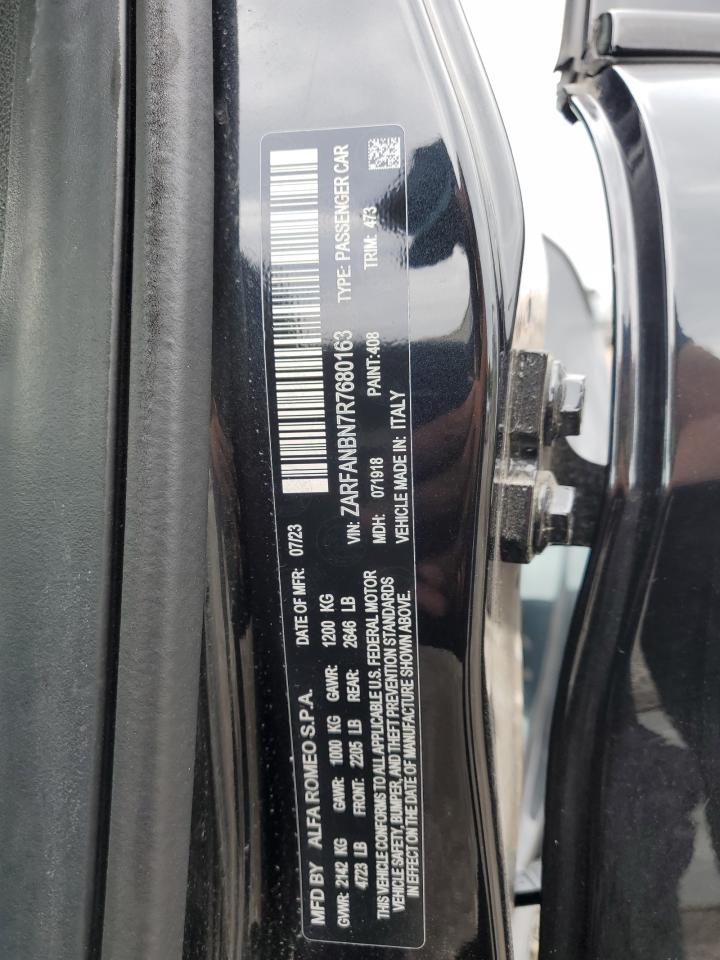 MFD BY ALFA ROMEO S.P.A. DATE OF MFR: 07/23
GVWR: 2142 KG GAWR: 1000 KG GAWR: 1200 KG
4723 LB FRONT: 2205 LB REAR: 2646 LB
THIS VEHICLE CONFORMS TO ALL APPLICABLE U.S. FEDERAL MOTOR
VEHICLE SAFETY, BUMPER, AND THEFT PREVENTION STANDARDS
IN EFFECT ON THE DATE OF MANUFACTURE SHOWN ABOVE.
VIN: ZARFANBN7R7680163 TYPE: PASSENGER CAR
MDH: 071918 PAINT:408 TRIM: 473
VEHICLE MADE IN: ITALY